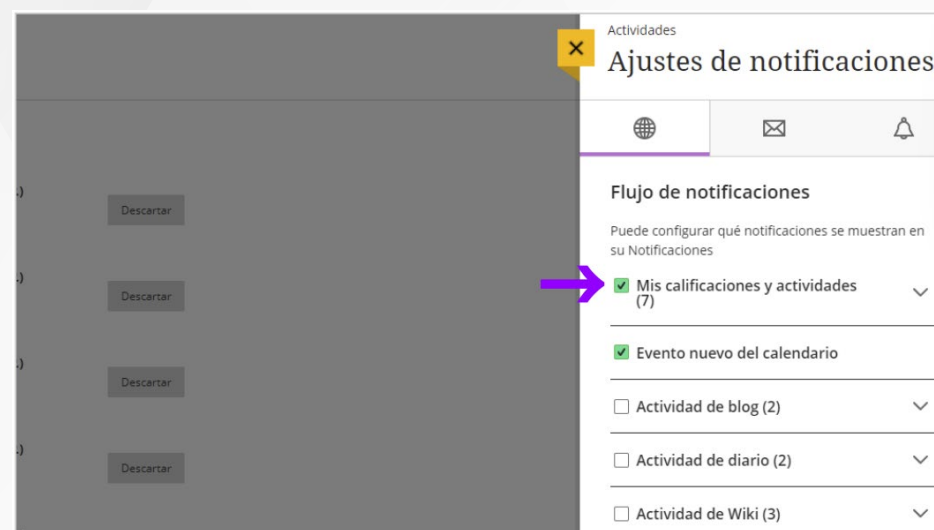 Actividades
Ajustes de notificaciones
.)
Descartar
.)
Descartar
.)
Descartar
.)
Descartar
Flujo de notificaciones
Puede configurar qué notificaciones se muestran en
su Notificaciones
Mis calificaciones y actividades
(7)
Evento nuevo del calendario
Actividad de blog (2)
Actividad de diario (2)
Actividad de Wiki (3)